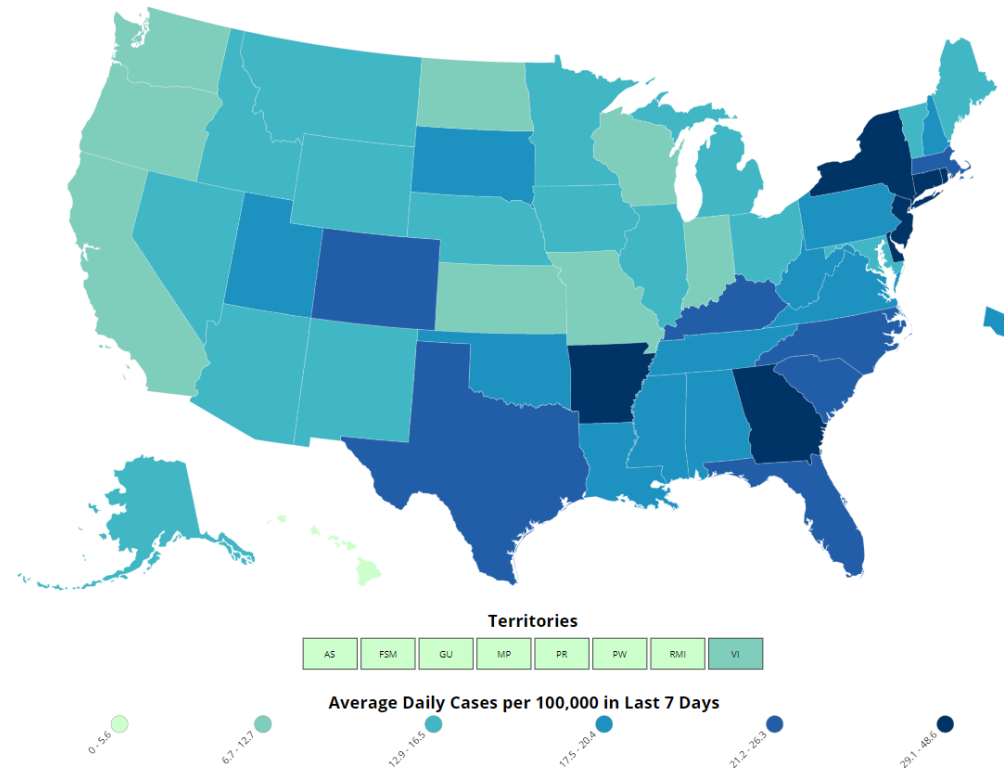 Territories
AS FSM GU MP PR PW RMI VI
Average Daily Cases per 100,000 in Last 7 Days
0 - 5.6 6.7 - 12.7 12.9 - 16.5 17.5 - 20.4 21.2 - 26.3 29.1 - 48.6